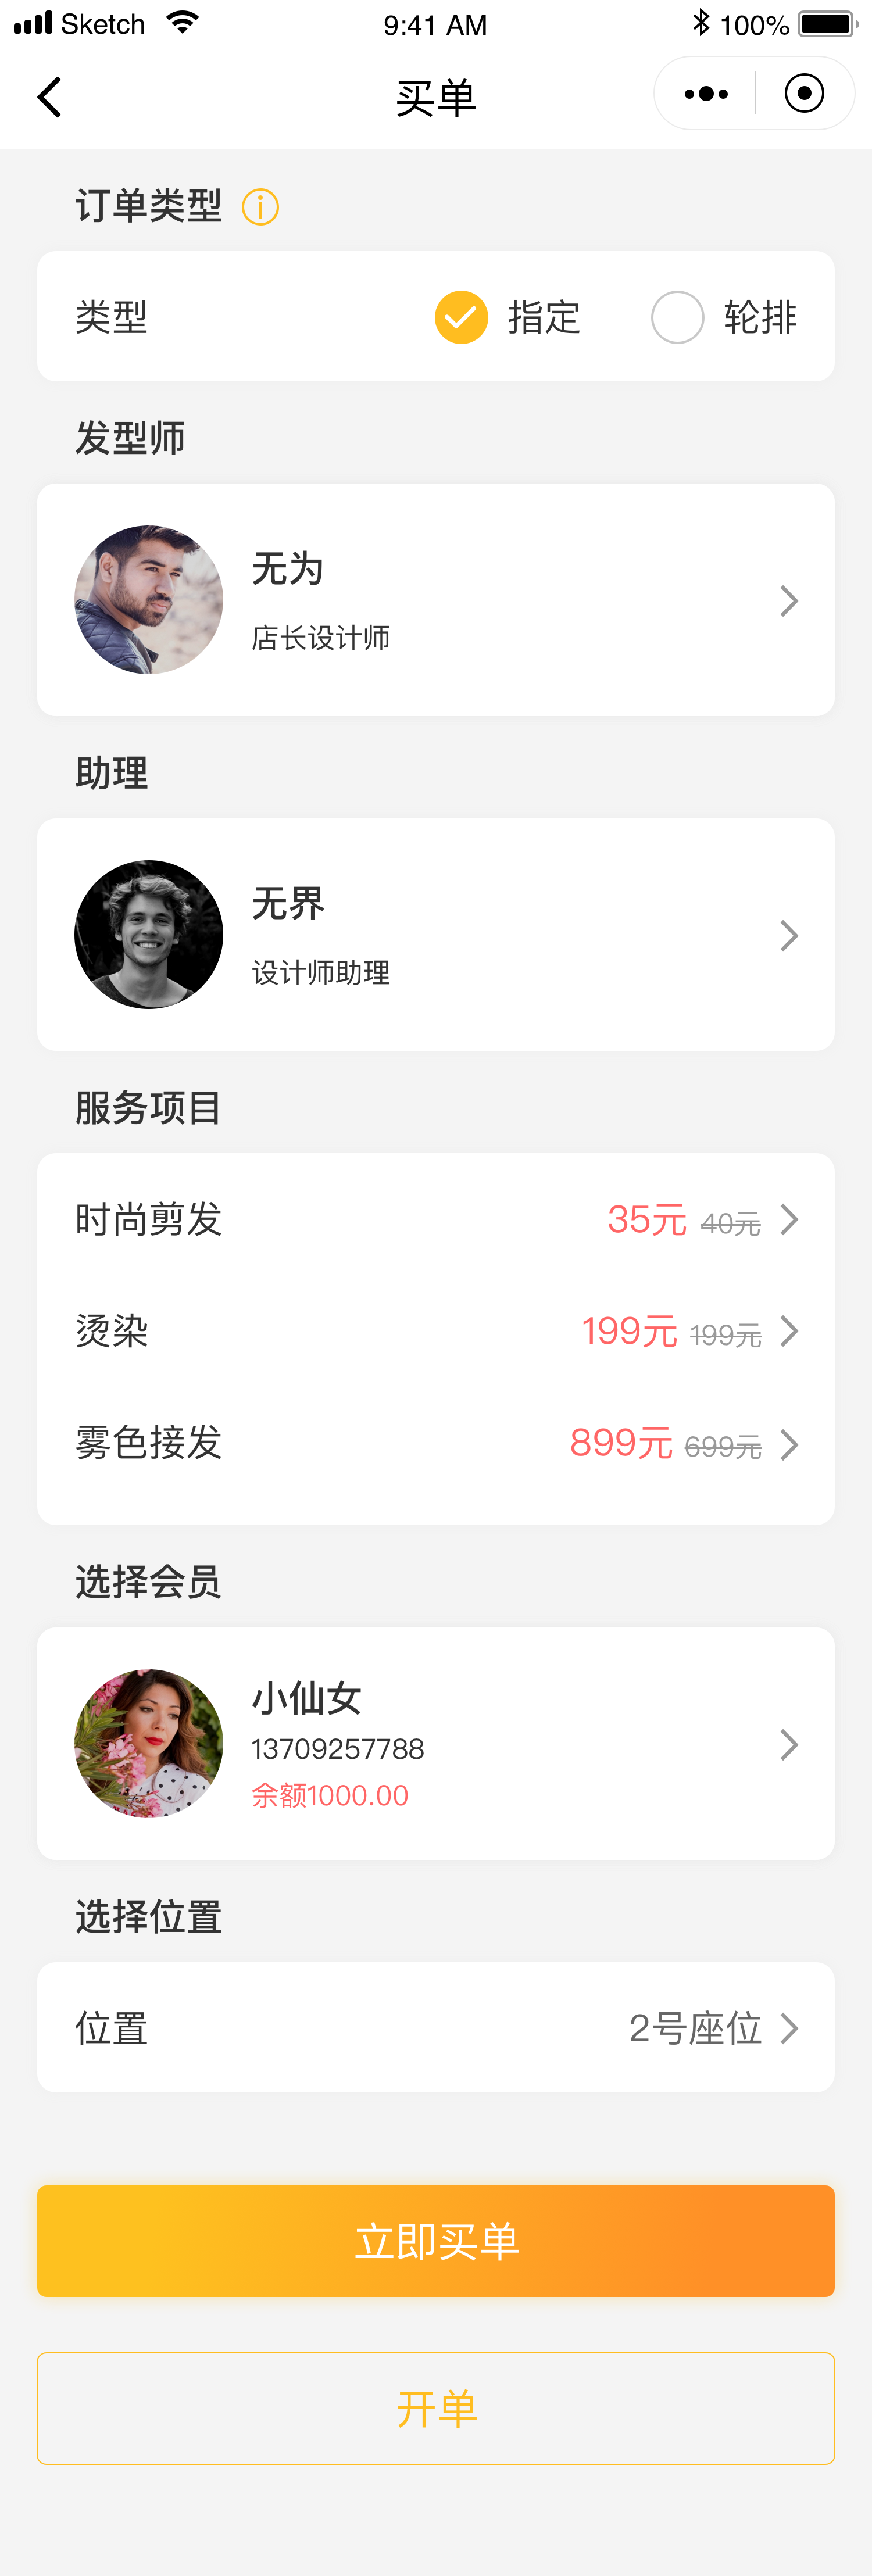 Sketch 9:41 AM 100%
买单
订单类型
类型 指定 轮排
发型师
无为
店长设计师
助理
无界
设计师助理
服务项目
时尚剪发 35元 40元
烫染 199元 199元
雾色接发 899元 699元
选择会员
小仙女
13709257788
余额1000.00
选择位置
位置 2号座位
立即买单
开单